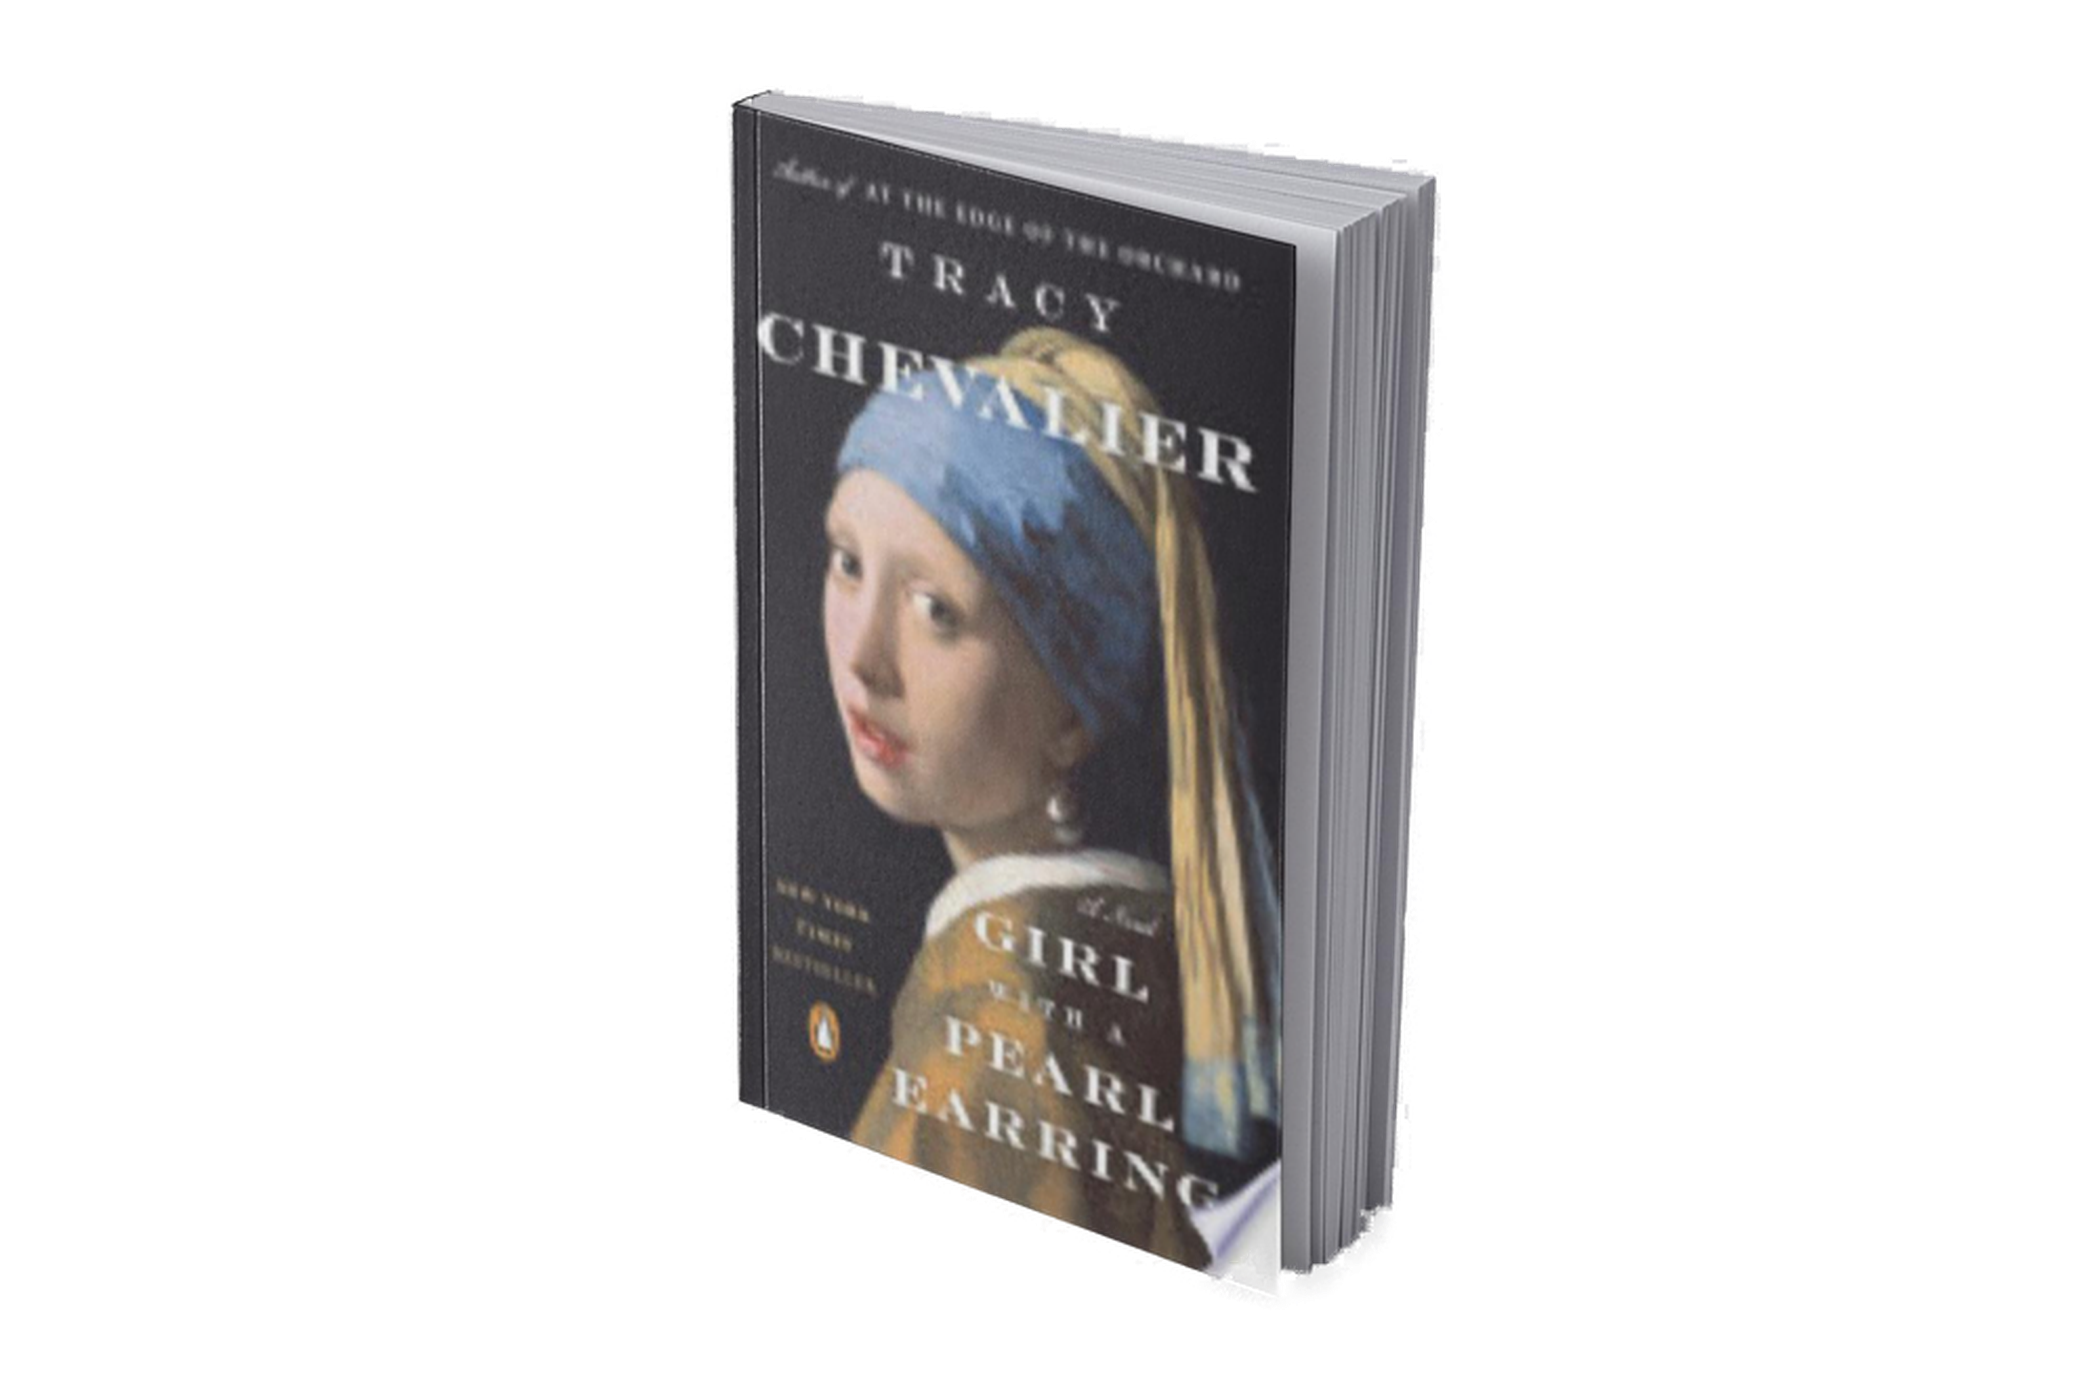 Author of AT THE EDGE OF THE ORCHARD
TRACY
CHEVALIER
A Novel
GIRL
WITH A
PEARL
EARRING
NEW YORK
TIMES
BESTSELLER